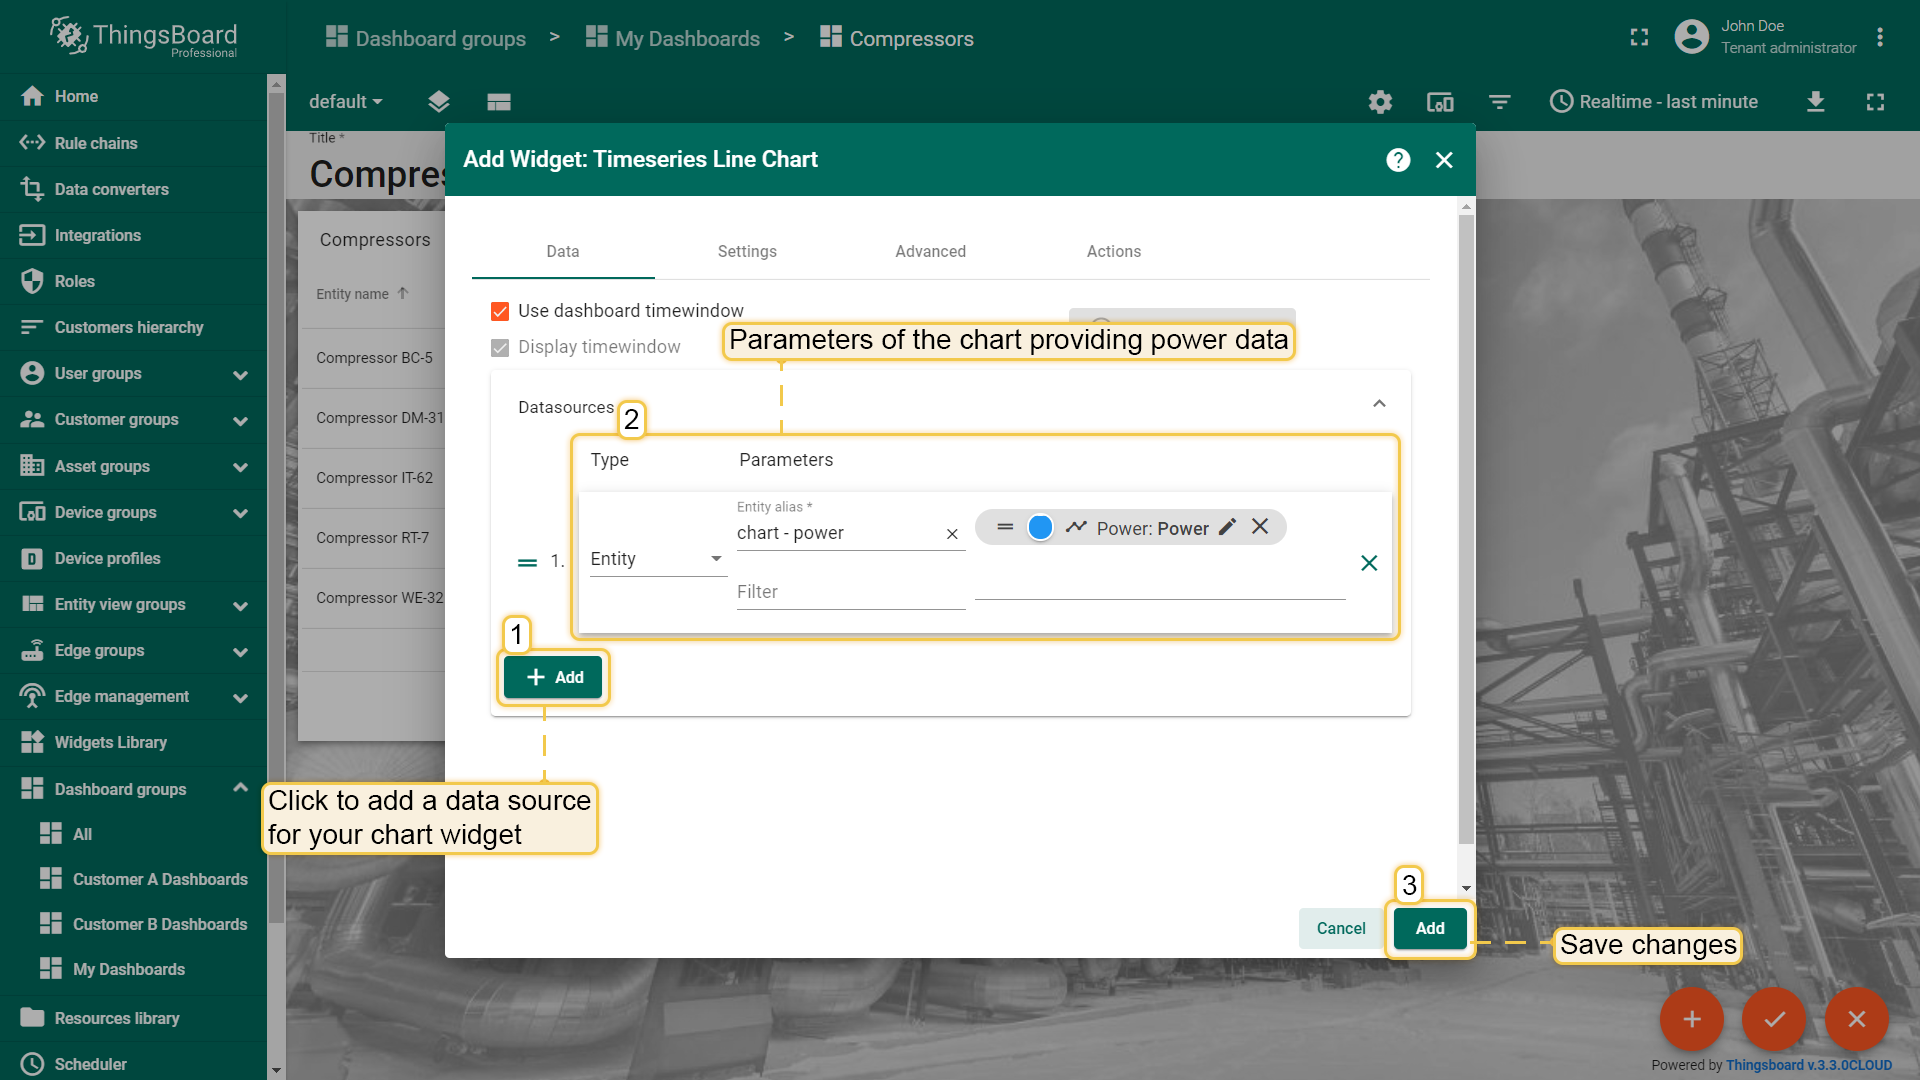 ThingsBoard
Professional
Dashboard groups > My Dashboards > Compressors
John Doe
Tenant administrator
Home
Rule chains
Data converters
Integrations
Roles
Customers hierarchy
User groups
Customer groups
Asset groups
Device groups
Device profiles
Entity view groups
Edge groups
Edge management
Widgets Library
Dashboard groups
All
Customer A Dashboards
Customer B Dashboards
My Dashboards
Resources library
Scheduler
default
Realtime - last minute
Title *
Compres
Compressors
Entity name
Compressor BC-5
Compressor DM-31
Compressor IT-62
Compressor RT-7
Compressor WE-32
Add Widget: Timeseries Line Chart
?
Data Settings Advanced Actions
Use dashboard timewindow
Display timewindow
Parameters of the chart providing power data
Datasources
2
Type Parameters
1.
Entity
Entity alias *
chart - power
Power: Power
Filter
1
Add
Click to add a data source
for your chart widget
3
Cancel
Add
Save changes
Powered by Thingsboard v.3.3.0CLOUD